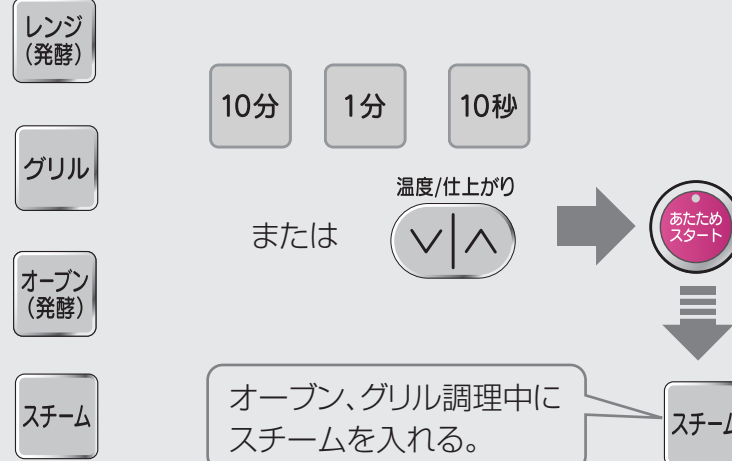 レンジ
(発酵)
グリル
オーブン
(発酵)
スチーム
10分
1分
10秒
温度/仕上がり
または
あたため
スタート
オーブン、グリル調理中に
スチームを入れる。
スチーム